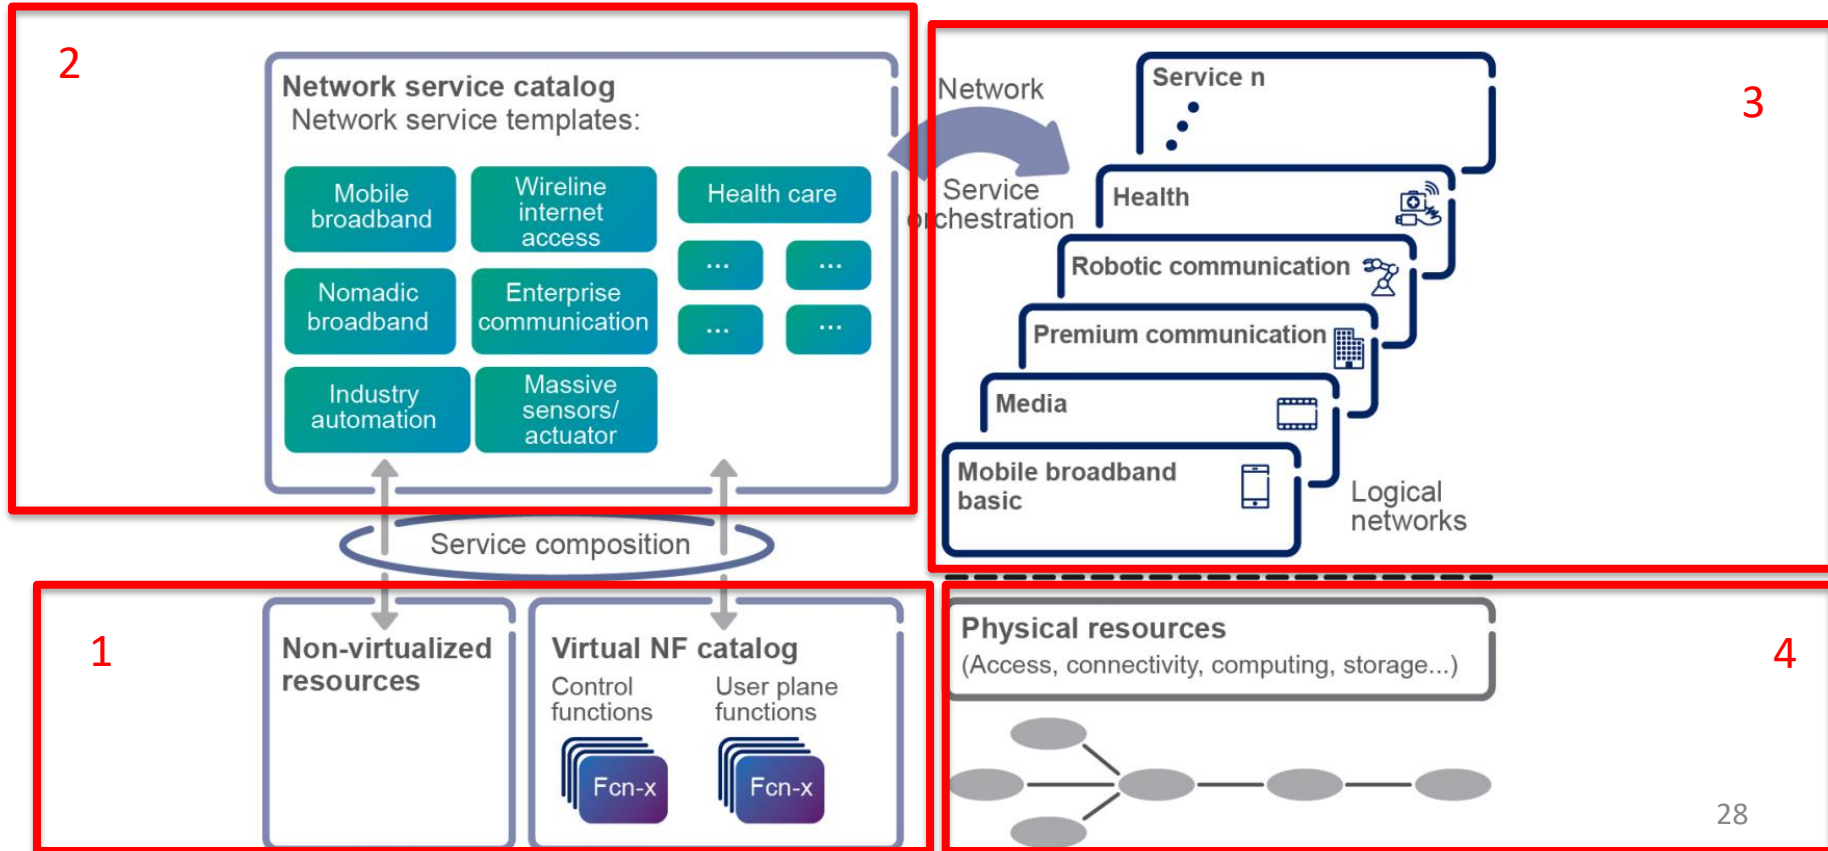 2
Network service catalog
Network service templates:
Mobile
broadband
Wireline
internet
access
Health care
...
...
Nomadic
broadband
Enterprise
communication
...
...
Industry
automation
Massive
sensors/
actuator
Network
Service
orchestration
3
Service n
Health
Robotic communication
Premium communication
Media
Mobile broadband
basic
Logical
networks
Service composition
1
Non-virtualized
resources
Virtual NF catalog
Control
functions
User plane
functions
Fcn-x
Fcn-x
4
Physical resources
(Access, connectivity, computing, storage...)
28